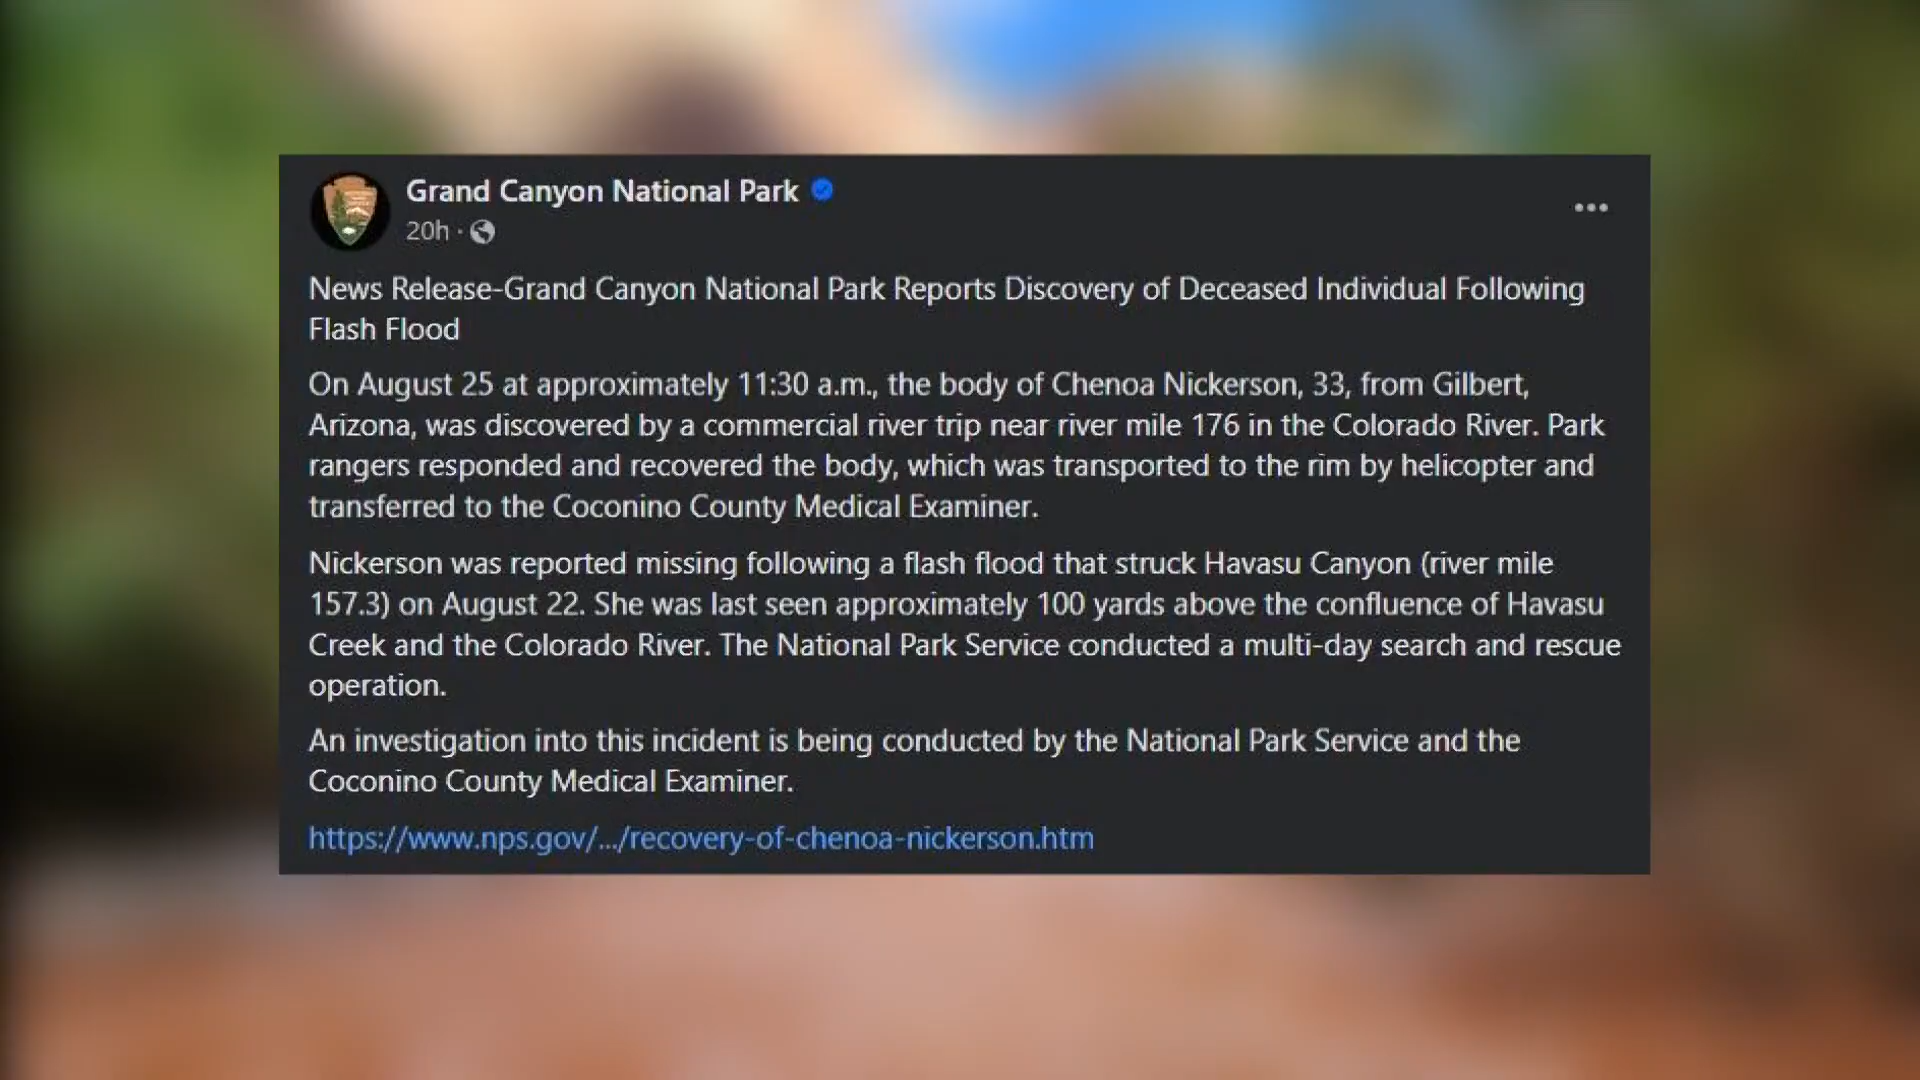 Grand Canyon National Park
20h ·
News Release-Grand Canyon National Park Reports Discovery of Deceased Individual Following
Flash Flood
On August 25 at approximately 11:30 a.m., the body of Chenoa Nickerson, 33, from Gilbert,
Arizona, was discovered by a commercial river trip near river mile 176 in the Colorado River. Park
rangers responded and recovered the body, which was transported to the rim by helicopter and
transferred to the Coconino County Medical Examiner.
Nickerson was reported missing following a flash flood that struck Havasu Canyon (river mile
157.3) on August 22. She was last seen approximately 100 yards above the confluence of Havasu
Creek and the Colorado River. The National Park Service conducted a multi-day search and rescue
operation.
An investigation into this incident is being conducted by the National Park Service and the
Coconino County Medical Examiner.
https://www.nps.gov/.../recovery-of-chenoa-nickerson.htm